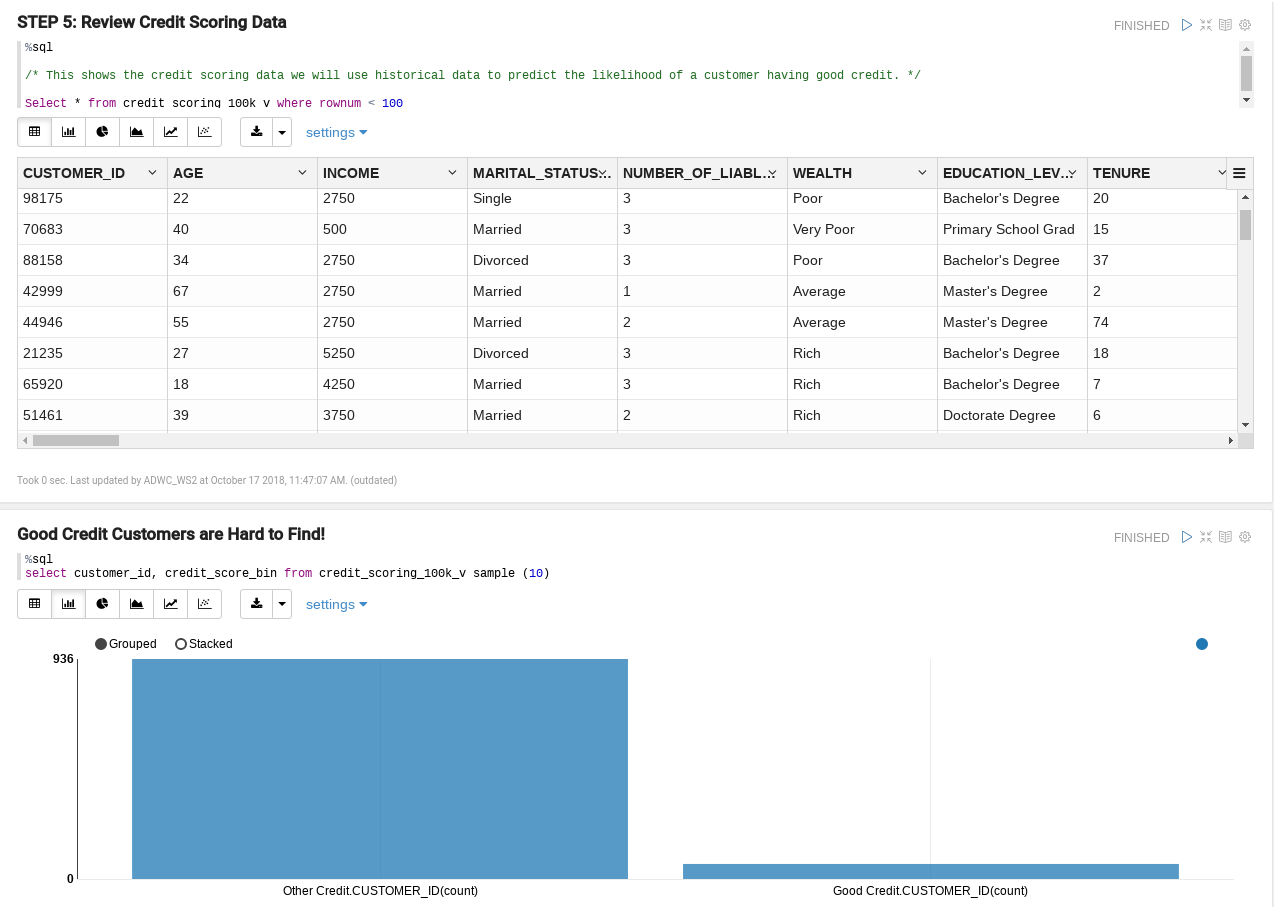 STEP 5: Review Credit Scoring Data
FINISHED
%sql
/* This shows the credit scoring data we will use historical data to predict the likelihood of a customer having good credit. */
Select * from credit_scoring_100k_v where rownum < 100
settings
CUSTOMER_ID AGE INCOME MARITAL_STATUS... NUMBER_OF_LIABL... WEALTH EDUCATION_LEV... TENURE
98175 22 2750 Single 3 Poor Bachelor's Degree 20
70683 40 500 Married 3 Very Poor Primary School Grad 15
88158 34 2750 Divorced 3 Poor Bachelor's Degree 37
42999 67 2750 Married 1 Average Master's Degree 2
44946 55 2750 Married 2 Average Master's Degree 74
21235 27 5250 Divorced 3 Rich Bachelor's Degree 18
65920 18 4250 Married 3 Rich Bachelor's Degree 7
51461 39 3750 Married 2 Rich Doctorate Degree 6
Took 0 sec. Last updated by ADWC_WS2 at October 17 2018, 11:47:07 AM. (outdated)
Good Credit Customers are Hard to Find!
FINISHED
%sql
select customer_id, credit_score_bin from credit_scoring_100k_v sample (10)
settings
Grouped Stacked
936
0
Other Credit.CUSTOMER_ID(count) Good Credit.CUSTOMER_ID(count)